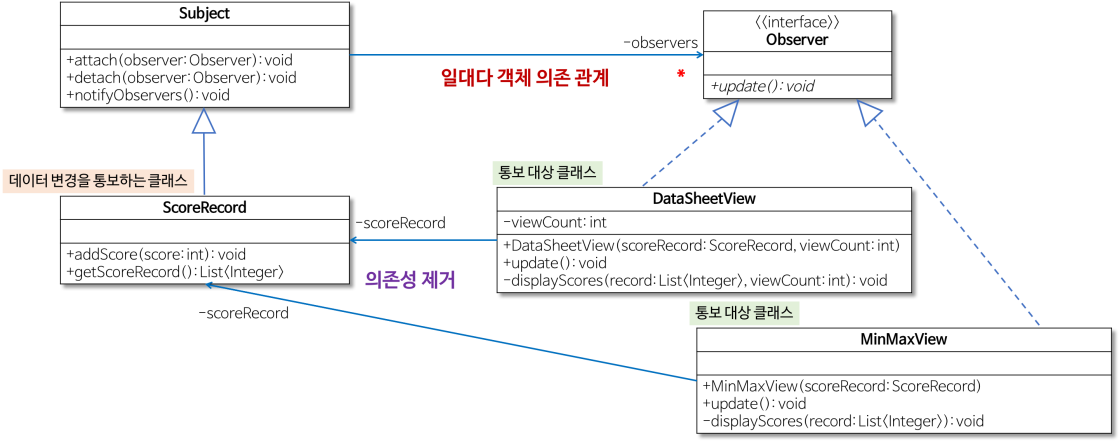 Subject
+attach(observer: Observer): void
+detach(observer: Observer): void
+notifyObservers(): void
-observers
일대다 객체 의존 관계
*
〈〈interface〉〉
Observer
+update(): void
데이터 변경을 통보하는 클래스
ScoreRecord
+addScore(score: int): void
+getScoreRecord(): List〈Integer〉
-scoreRecord
의존성 제거
-scoreRecord
통보 대상 클래스
DataSheetView
-viewCount: int
+DataSheetView(scoreRecord: ScoreRecord, viewCount: int)
+update(): void
-displayScores(record: List〈Integer〉, viewCount: int): void
통보 대상 클래스
MinMaxView
+MinMaxView(scoreRecord: ScoreRecord)
+update(): void
-displayScores(record: List〈Integer〉): void